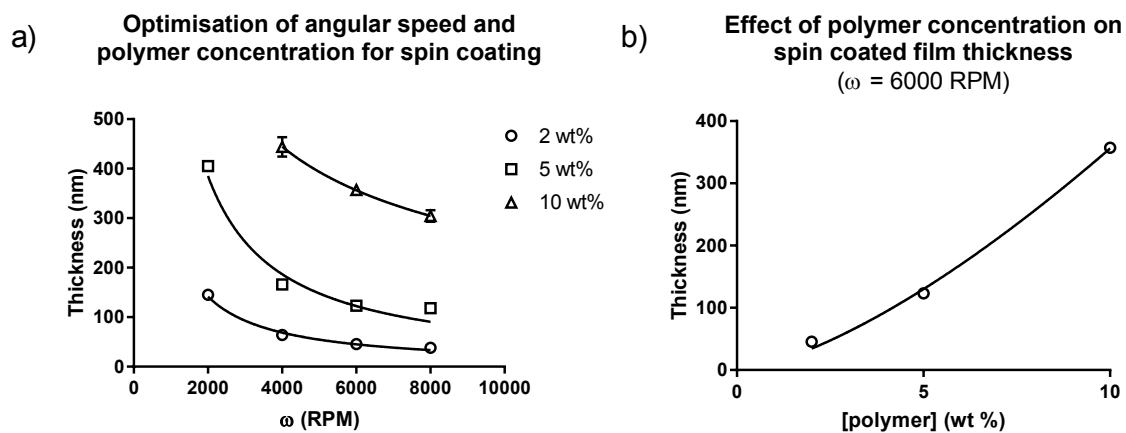 a)
Optimisation of angular speed and
polymer concentration for spin coating
500
400
300
200
100
0
Thickness (nm)
0 2000 4000 6000 8000 10000
ω (RPM)
2 wt%
5 wt%
10 wt%
b)
Effect of polymer concentration on
spin coated film thickness
(ω = 6000 RPM)
400
300
200
100
0
Thickness (nm)
0 5 10
[polymer] (wt %)